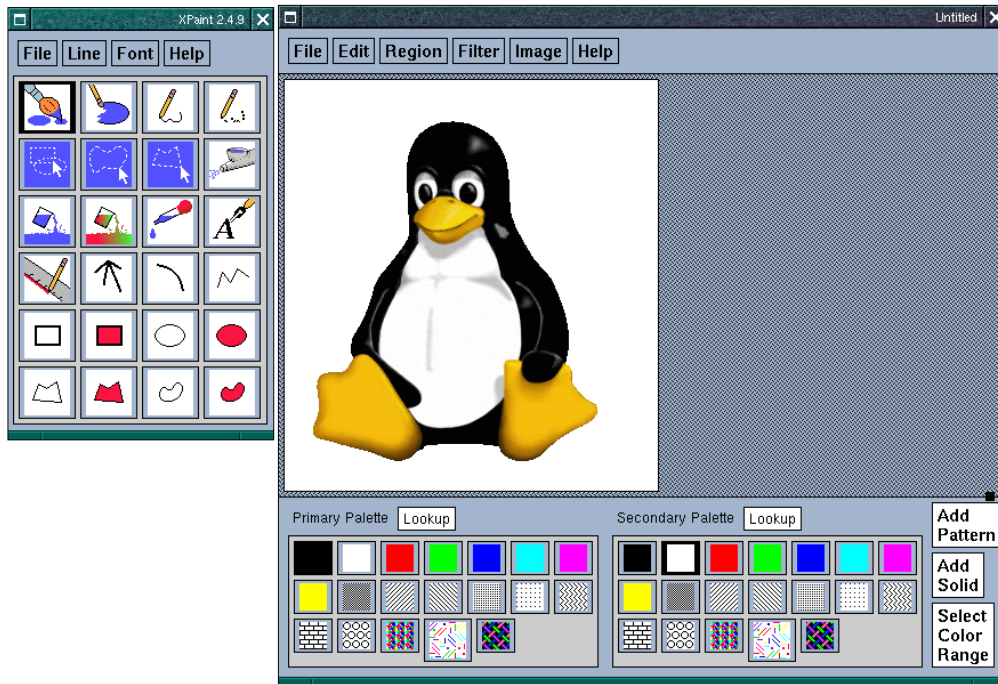 XPaint 2.4.9
File Line Font Help
A
Untitled
File Edit Region Filter Image Help
Primary Palette Lookup
Secondary Palette Lookup
Add
Pattern
Add
Solid
Select
Color
Range